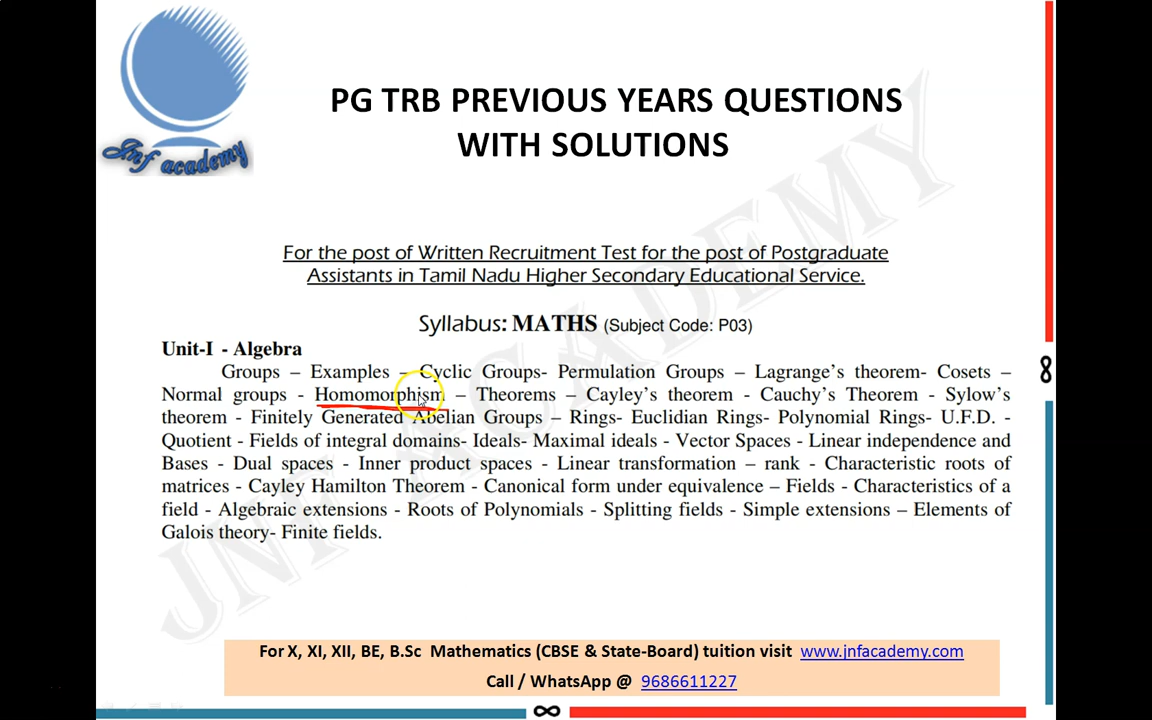 Jnf academy
PG TRB PREVIOUS YEARS QUESTIONS
WITH SOLUTIONS
For the post of Written Recruitment Test for the post of Postgraduate
Assistants in Tamil Nadu Higher Secondary Educational Service.
Syllabus: MATHS (Subject Code: P03)
Unit-I - Algebra
Groups – Examples – Cyclic Groups- Permulation Groups – Lagrange's theorem- Cosets –
Normal groups - Homomorphism – Theorems – Cayley's theorem - Cauchy's Theorem - Sylow's
theorem - Finitely Generated Abelian Groups – Rings- Euclidian Rings- Polynomial Rings- U.F.D. -
Quotient - Fields of integral domains- Ideals- Maximal ideals - Vector Spaces - Linear independence and
Bases - Dual spaces - Inner product spaces - Linear transformation – rank - Characteristic roots of
matrices - Cayley Hamilton Theorem - Canonical form under equivalence – Fields - Characteristics of a
field - Algebraic extensions - Roots of Polynomials - Splitting fields - Simple extensions – Elements of
Galois theory- Finite fields.
JNF ACADEMY
For X, XI, XII, BE, B.Sc Mathematics (CBSE & State-Board) tuition visit www.jnfacademy.com
Call / WhatsApp @ 9686611227